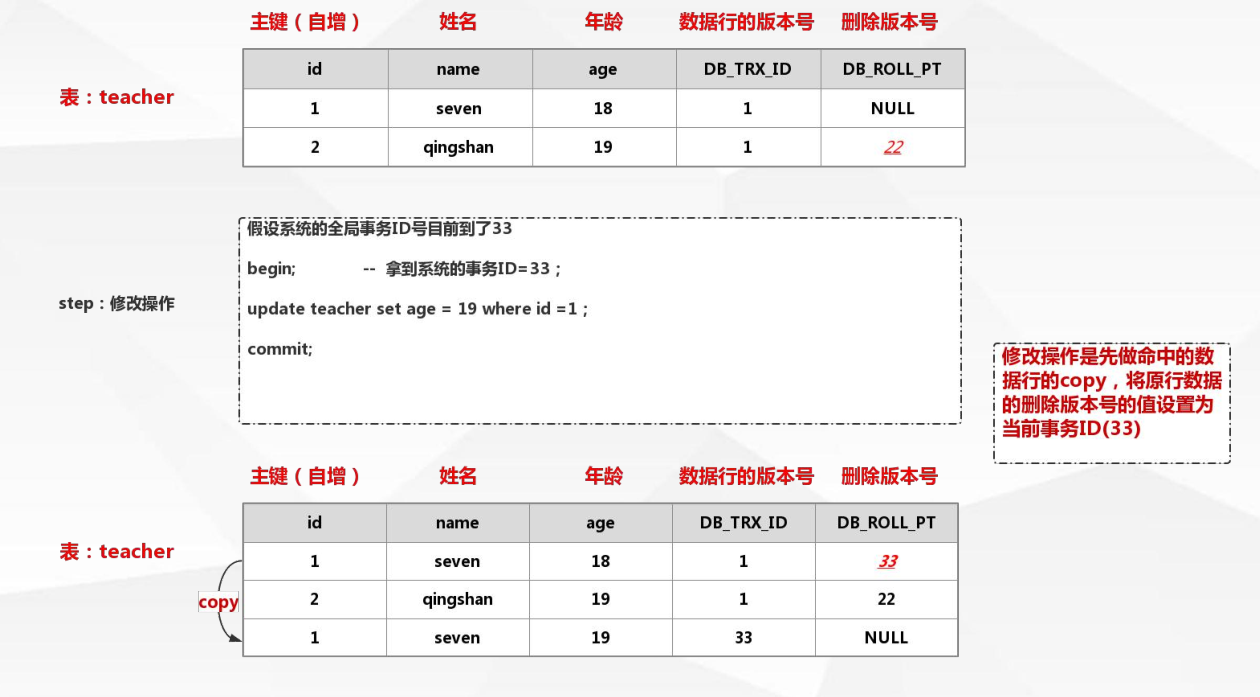 主键（自增） 姓名 年龄 数据行的版本号 删除版本号
id name age DB_TRX_ID DB_ROLL_PT
表：teacher
1 seven 18 1 NULL
2 qingshan 19 1 22
假设系统的全局事务ID号目前到了33
begin; -- 拿到系统的事务ID=33；
step：修改操作
update teacher set age = 19 where id =1；
commit;
修改操作是先做命中的数
据行的copy，将原行数据
的删除版本号的值设置为
当前事务ID(33)
主键（自增） 姓名 年龄 数据行的版本号 删除版本号
id name age DB_TRX_ID DB_ROLL_PT
表：teacher
1 seven 18 1 33
copy
2 qingshan 19 1 22
1 seven 19 33 NULL